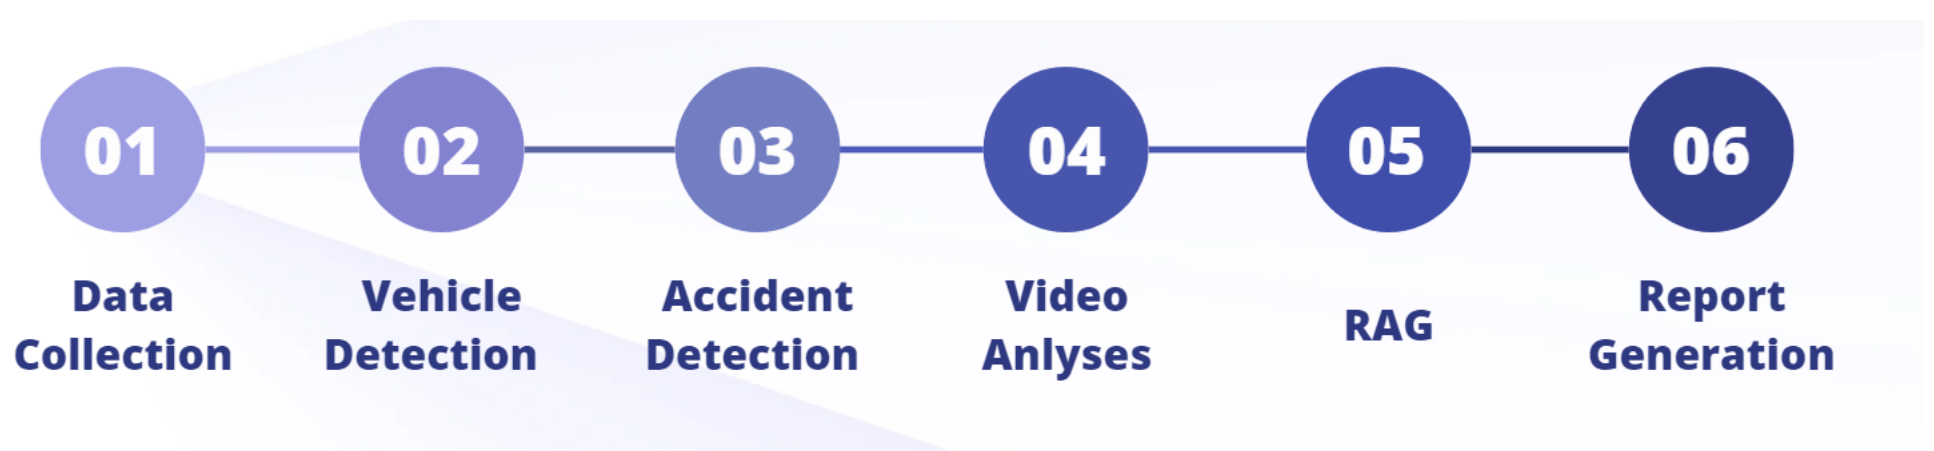 01
02
03
04
05
06
Data
Collection
Vehicle
Detection
Accident
Detection
Video
Anlyses
RAG
Report
Generation